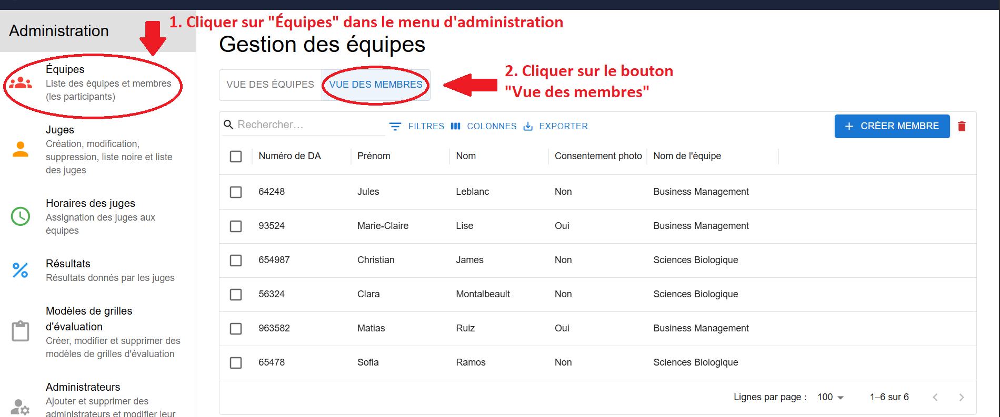 1. Cliquer sur "Équipes" dans le menu d'administration
Administration
Équipes
Liste des équipes et membres
(les participants)
Juges
Création, modification,
suppression, liste noire et liste
des juges
Horaires des juges
Assignation des juges aux
équipes
Résultats
Résultats donnés par les juges
Modèles de grilles
d'évaluation
Créer, modifier et supprimer des
modèles de grilles d'évaluation
Administrateurs
Ajouter et supprimer des
administrateurs et modifier leur
Gestion des équipes
VUE DES ÉQUIPES VUE DES MEMBRES
2. Cliquer sur le bouton
"Vue des membres"
Rechercher... FILTRES COLONNES EXPORTER + CRÉER MEMBRE
Numéro de DA Prénom Nom Consentement photo Nom de l'équipe
64248 Jules Leblanc Non Business Management
93524 Marie-Claire Lise Oui Business Management
654987 Christian James Non Sciences Biologique
56324 Clara Montalbeault Non Sciences Biologique
963582 Matias Ruiz Oui Business Management
65478 Sofia Ramos Non Sciences Biologique
Lignes par page : 100 1–6 sur 6